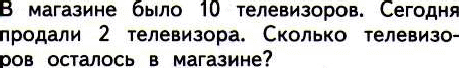 В магазине было 10 телевизоров. Сегодня
продали 2 телевизора. Сколько телевизо-
ров осталось в магазине?